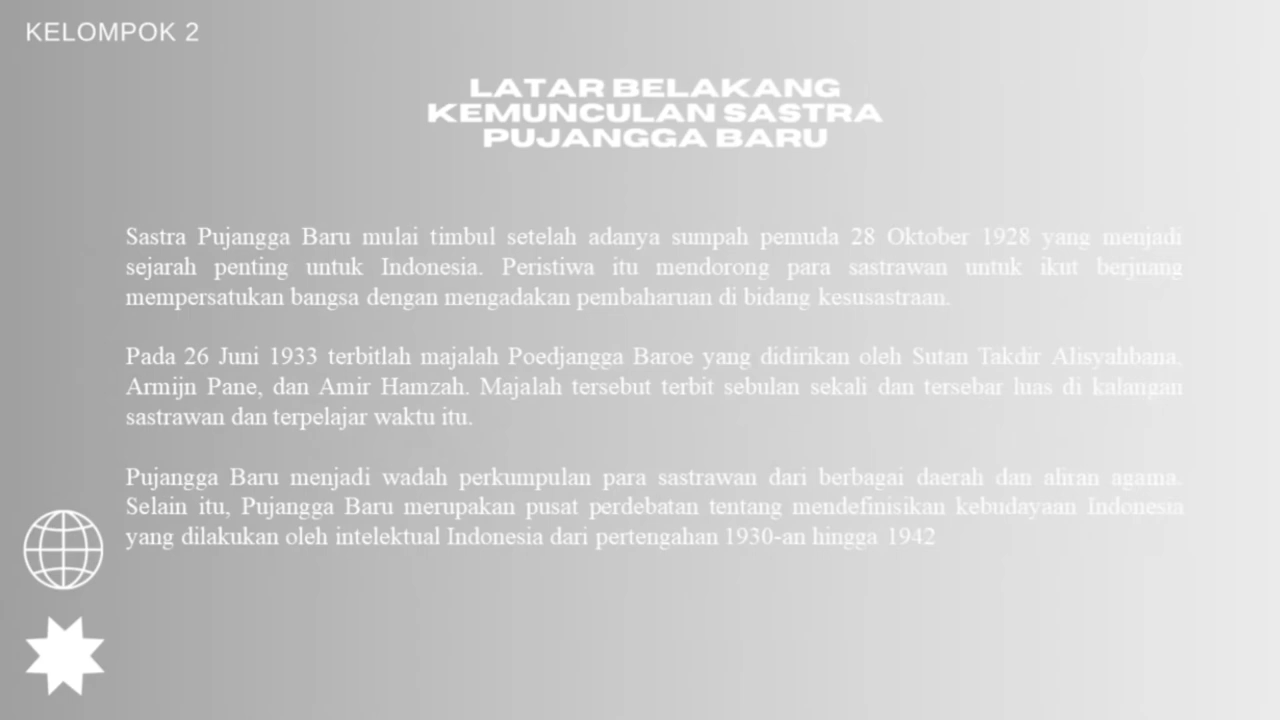 KELOMPOK 2
LATAR BELAKANG
KEMUNCULAN SASTRA
PUJANGGA BARU
Sastra Pujangga Baru mulai timbul setelah adanya sumpah pemuda 28 Oktober 1928 yang menjadi
sejarah penting untuk Indonesia. Peristiwa itu mendorong para sastrawan untuk ikut berjuang
mempersatukan bangsa dengan mengadakan pembaharuan di bidang kesusastraan.
Pada 26 Juni 1933 terbitlah majalah Poedjangga Baroe yang didirikan oleh Sutan Takdir Alisyahbana,
Armijn Pane, dan Amir Hamzah. Majalah tersebut terbit sebulan sekali dan tersebar luas di kalangan
sastrawan dan terpelajar waktu itu.
Pujangga Baru menjadi wadah perkumpulan para sastrawan dari berbagai daerah dan aliran agama.
Selain itu, Pujangga Baru merupakan pusat perdebatan tentang mendefinisikan kebudayaan Indonesia
yang dilakukan oleh intelektual Indonesia dari pertengahan 1930-an hingga 1942